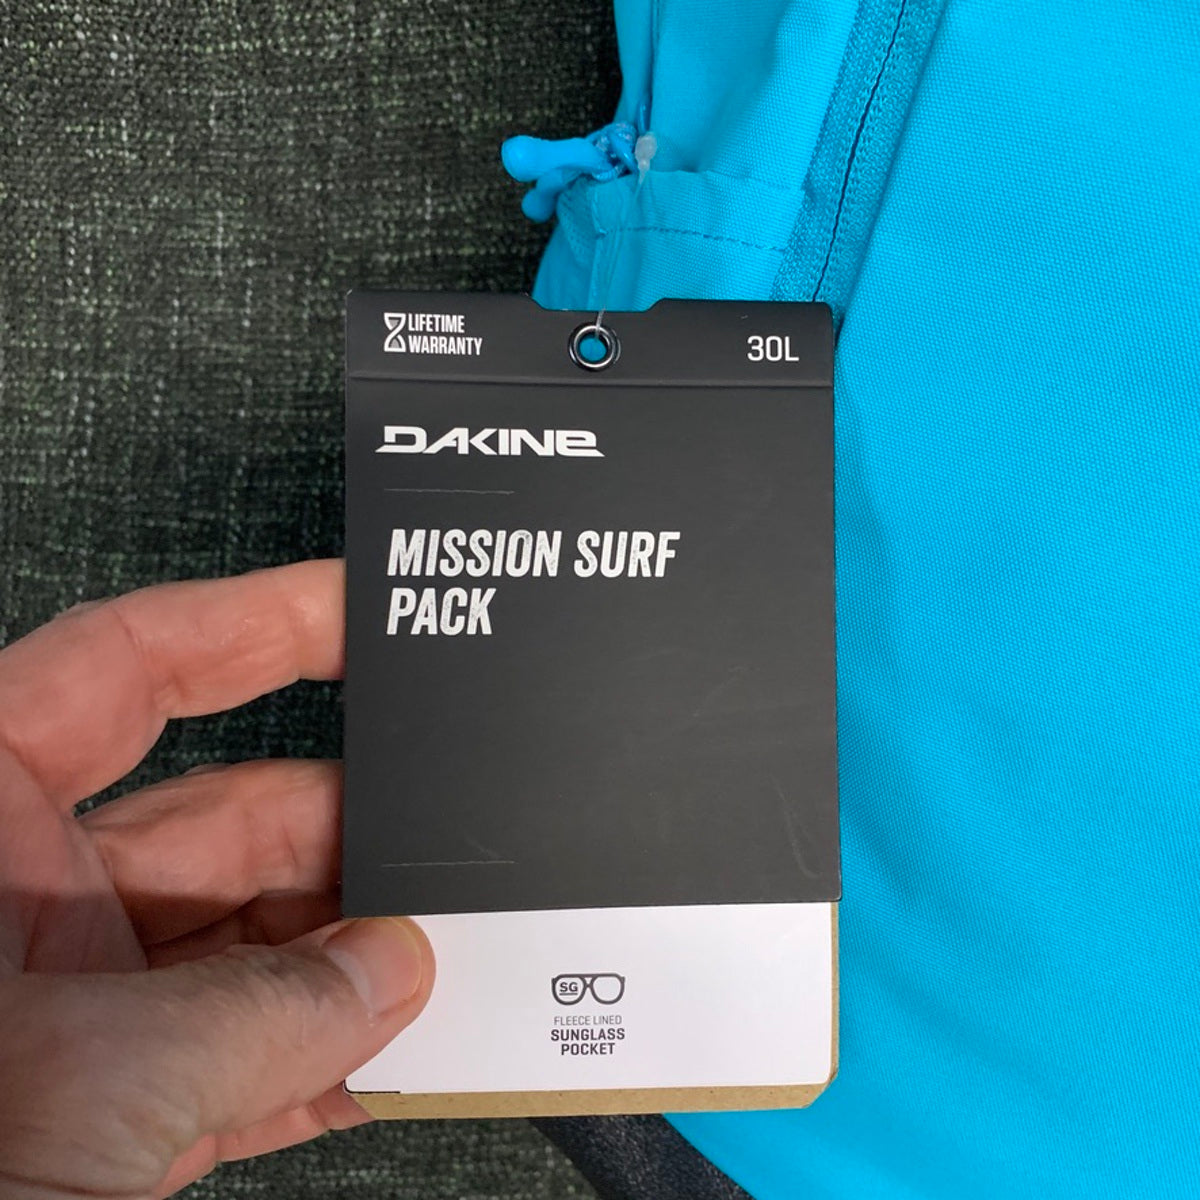 LIFETIME
WARRANTY
30L
DAKINE
MISSION SURF
PACK
SG
FLEECE LINED
SUNGLASS
POCKET